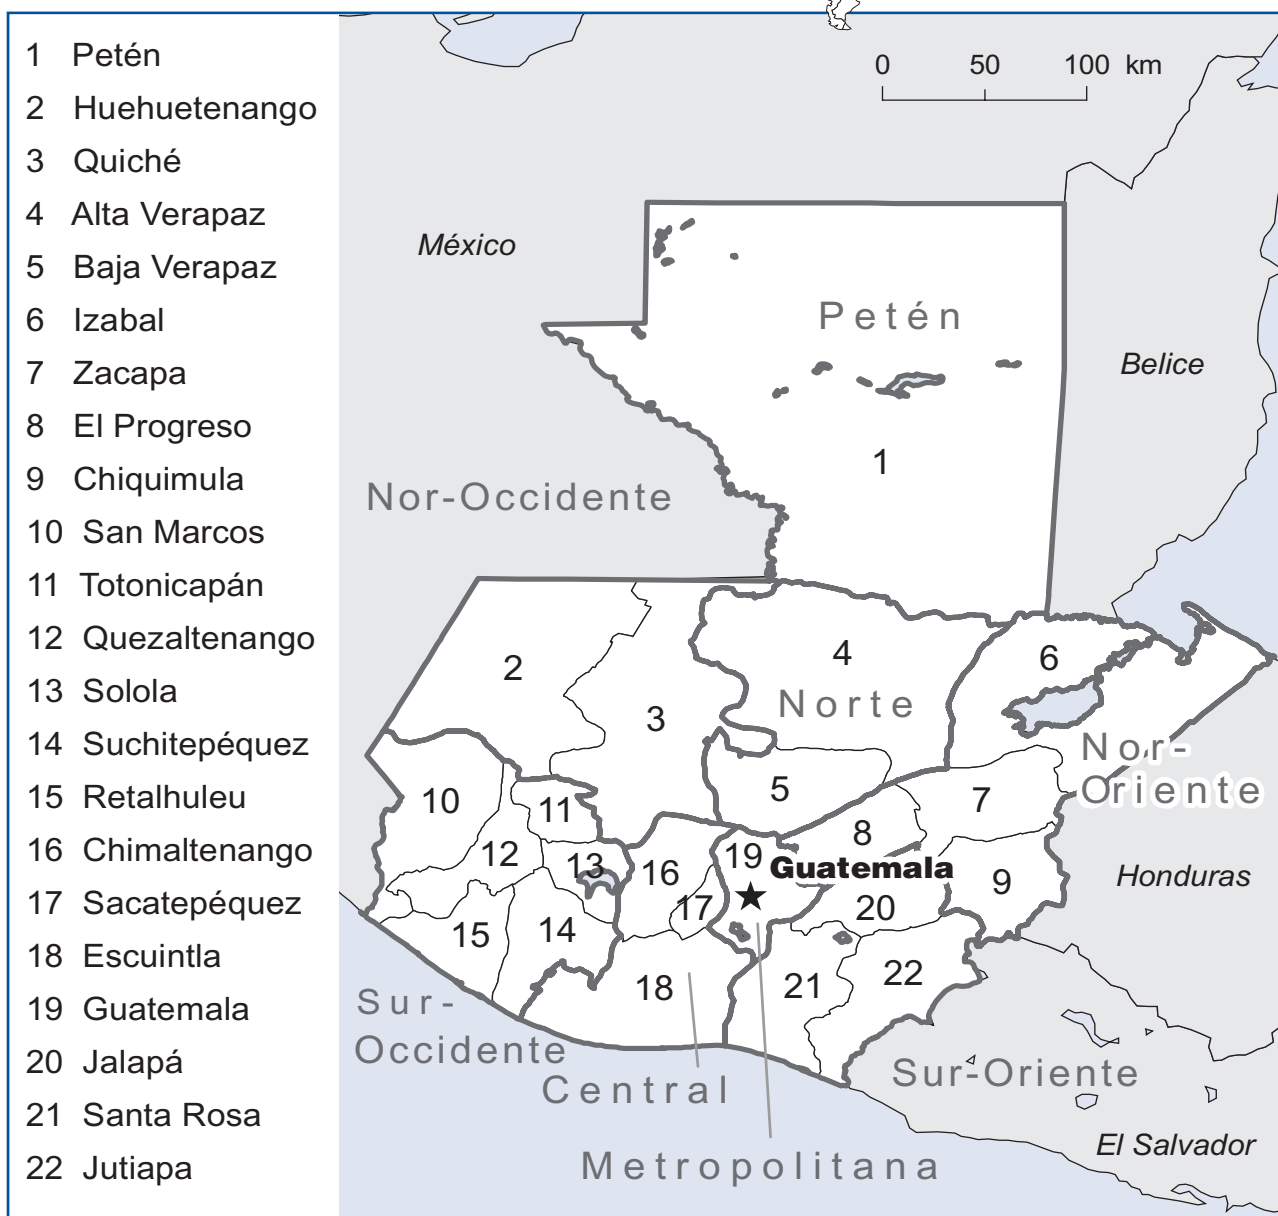 1 Petén
2 Huehuetenango
3 Quiché
4 Alta Verapaz
5 Baja Verapaz
6 Izabal
7 Zacapa
8 El Progreso
9 Chiquimula
10 San Marcos
11 Totonicapán
12 Quezaltenango
13 Solola
14 Suchitepéquez
15 Retalhuleu
16 Chimaltenango
17 Sacatepéquez
18 Escuintla
19 Guatemala
20 Jalapá
21 Santa Rosa
22 Jutiapa
0 50 100 km
México
Petén
Belice
1
Nor-Occidente
2
3
4
6
Norte
Nor-
Oriente
5
7
10
11
8
12
13
16
19
Guatemala
9
Honduras
17
20
15
14
18
21
22
Sur-
Occidente
Central
Sur-Oriente
Metropolitana
El Salvador